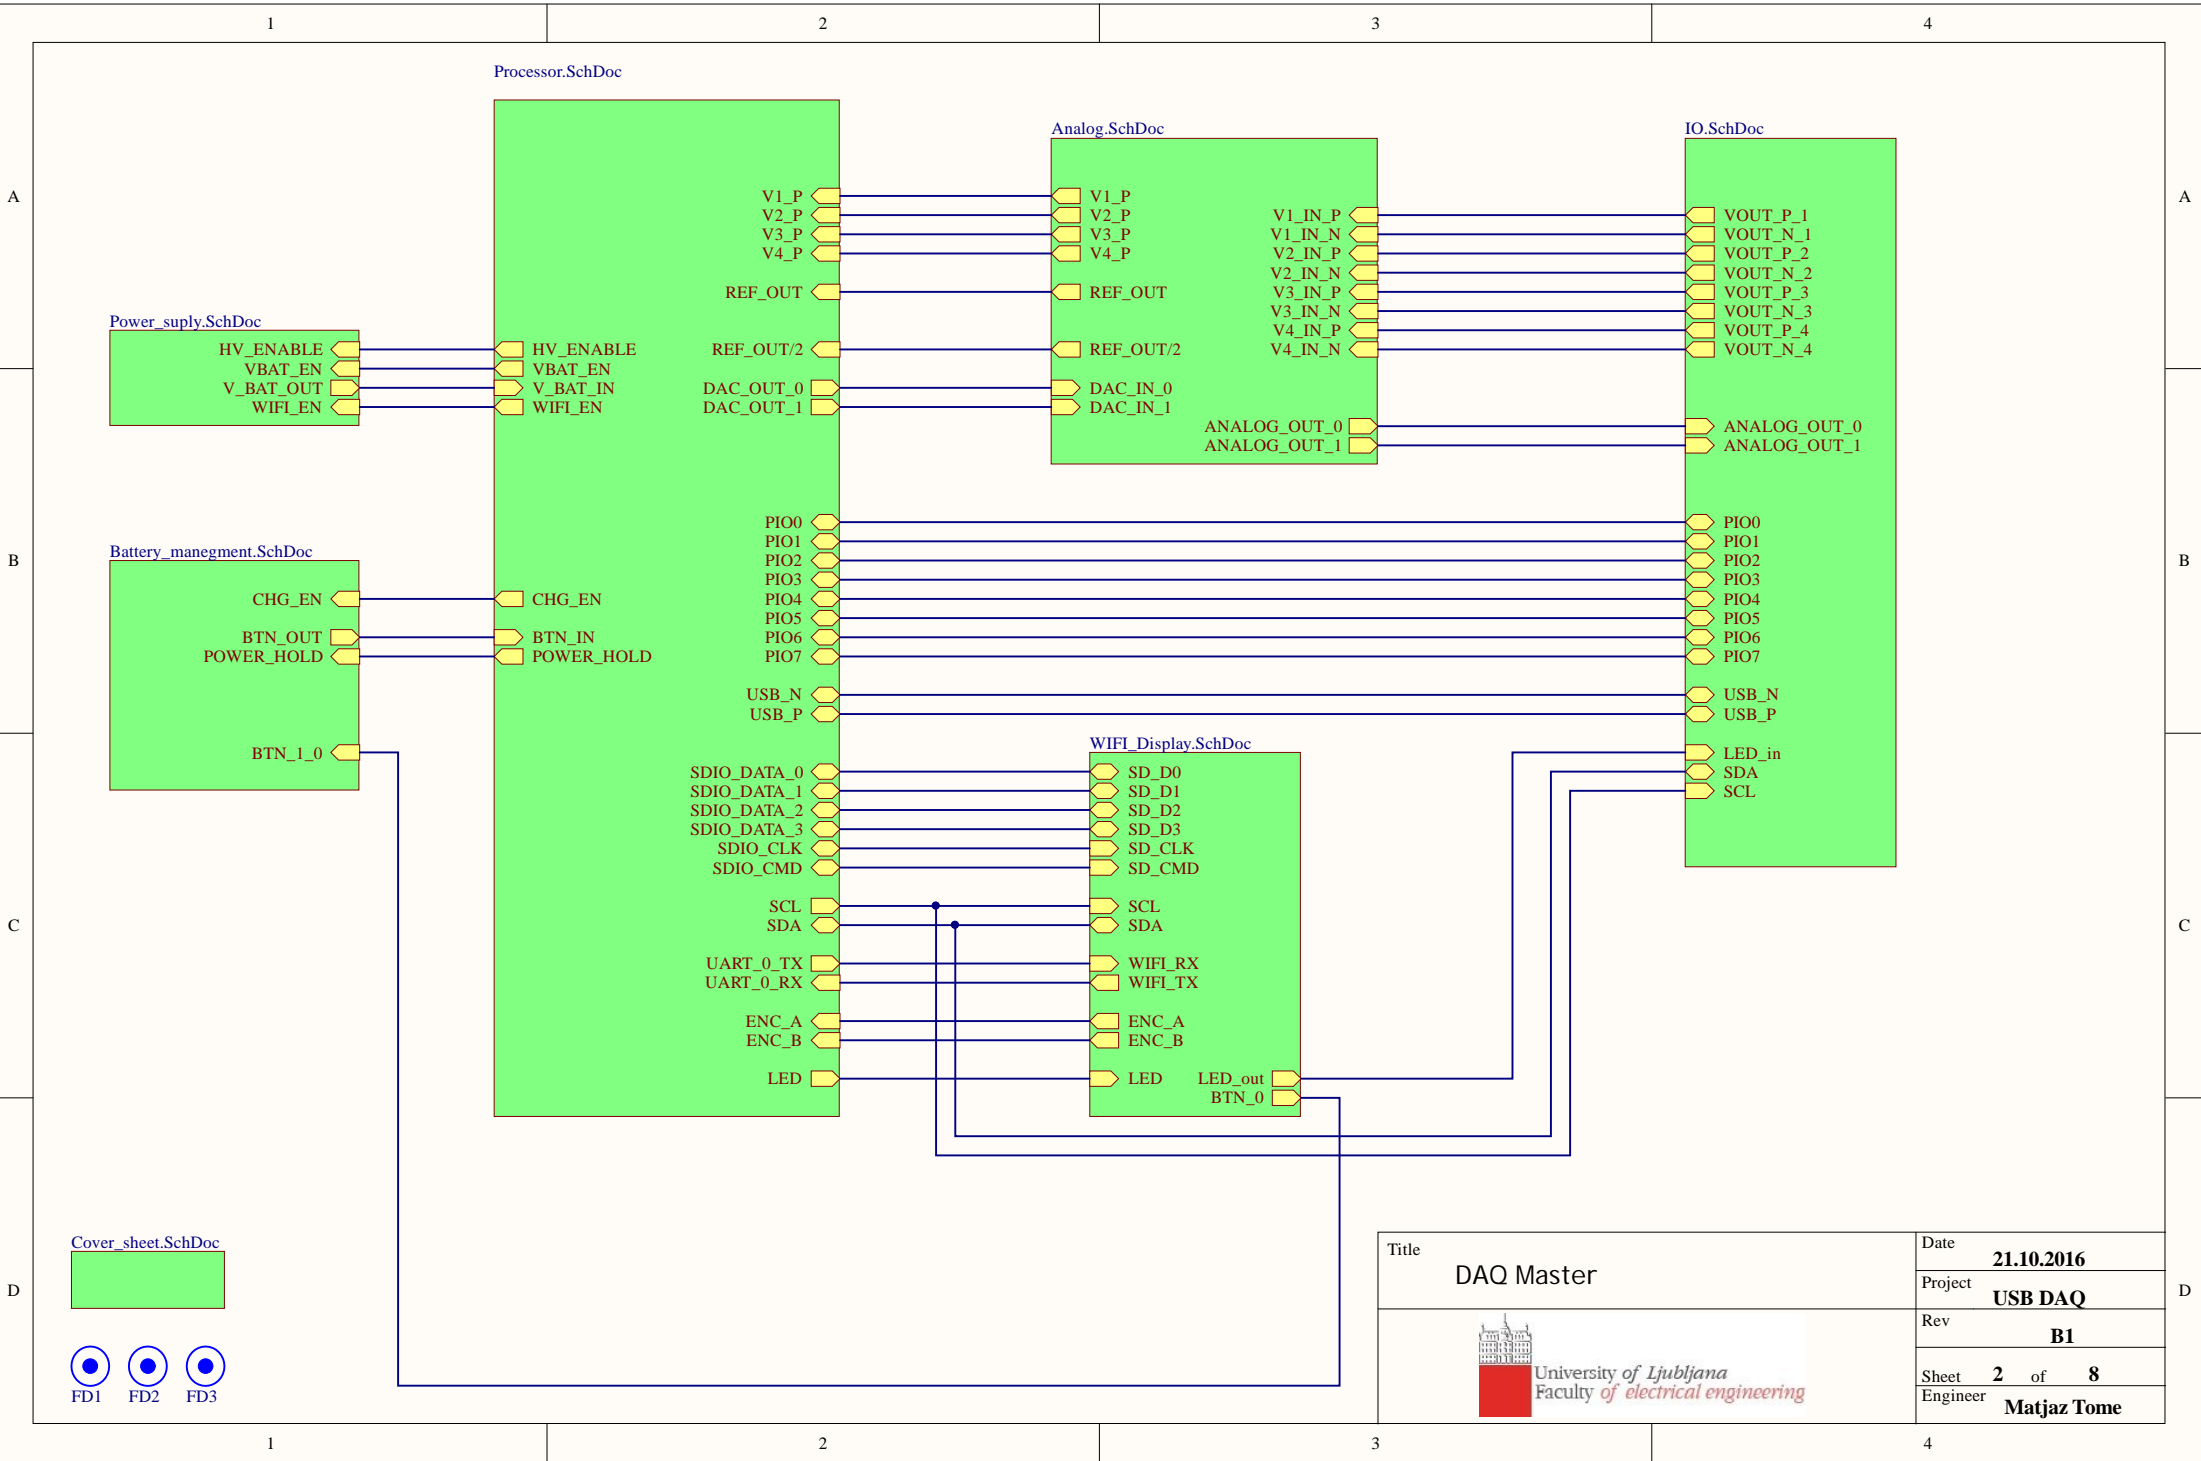 1 2 3 4
A
B
C
D
A
B
C
D
Processor.SchDoc
V1_P
V2_P
V3_P
V4_P
REF_OUT
REF_OUT/2
DAC_OUT_0
DAC_OUT_1
HV_ENABLE
VBAT_EN
V_BAT_IN
WIFI_EN
CHG_EN
BTN_IN
POWER_HOLD
PIO0
PIO1
PIO2
PIO3
PIO4
PIO5
PIO6
PIO7
USB_N
USB_P
SDIO_DATA_0
SDIO_DATA_1
SDIO_DATA_2
SDIO_DATA_3
SDIO_CLK
SDIO_CMD
SCL
SDA
UART_0_TX
UART_0_RX
ENC_A
ENC_B
LED
Power_suply.SchDoc
HV_ENABLE
VBAT_EN
V_BAT_OUT
WIFI_EN
Battery_manegment.SchDoc
CHG_EN
BTN_OUT
POWER_HOLD
BTN_1_0
Analog.SchDoc
V1_P
V2_P
V3_P
V4_P
REF_OUT
REF_OUT/2
DAC_IN_0
DAC_IN_1
V1_IN_P
V1_IN_N
V2_IN_P
V2_IN_N
V3_IN_P
V3_IN_N
V4_IN_P
V4_IN_N
ANALOG_OUT_0
ANALOG_OUT_1
IO.SchDoc
VOUT_P_1
VOUT_N_1
VOUT_P_2
VOUT_N_2
VOUT_P_3
VOUT_N_3
VOUT_P_4
VOUT_N_4
ANALOG_OUT_0
ANALOG_OUT_1
PIO0
PIO1
PIO2
PIO3
PIO4
PIO5
PIO6
PIO7
USB_N
USB_P
LED_in
SDA
SCL
WIFI_Display.SchDoc
SD_D0
SD_D1
SD_D2
SD_D3
SD_CLK
SD_CMD
SCL
SDA
WIFI_RX
WIFI_TX
ENC_A
ENC_B
LED
LED_out
BTN_0
Cover_sheet.SchDoc
FD1 FD2 FD3
Title
DAQ Master
University of Ljubljana
Faculty of electrical engineering
Date
21.10.2016
Project
USB DAQ
Rev
B1
Sheet 2 of 8
Engineer
Matjaz Tome
1 2 3 4